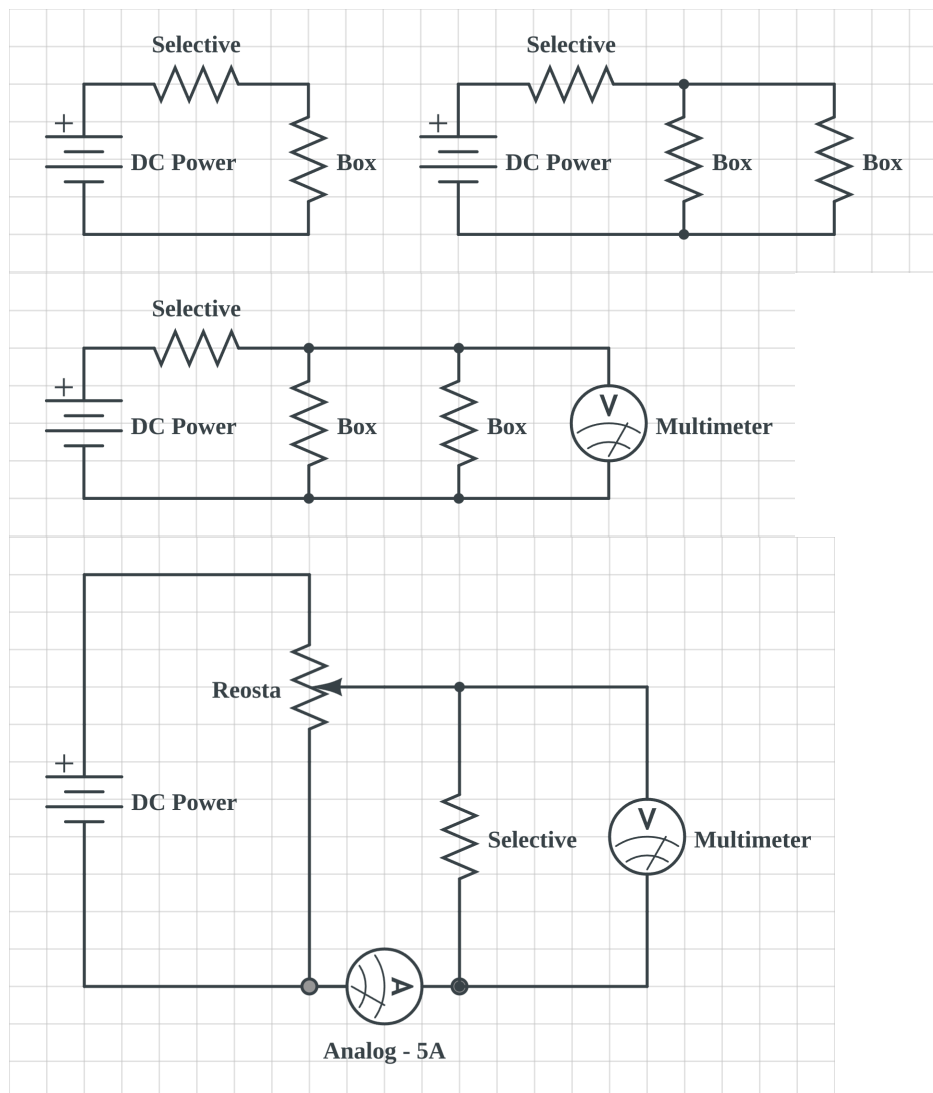 Selective
+
DC Power
Box
Selective
+
DC Power
Box
Box
Selective
+
DC Power
Box
Box
V
Multimeter
Reosta
+
DC Power
Selective
V
Multimeter
A
Analog - 5A